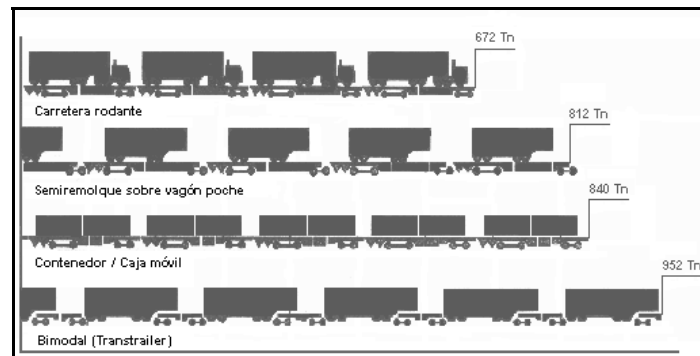 672 Tn
Carretera rodante
812 Tn
Semiremolque sobre vagón poche
840 Tn
Contenedor / Caja móvil
952 Tn
Bimodal (Transtrailer)